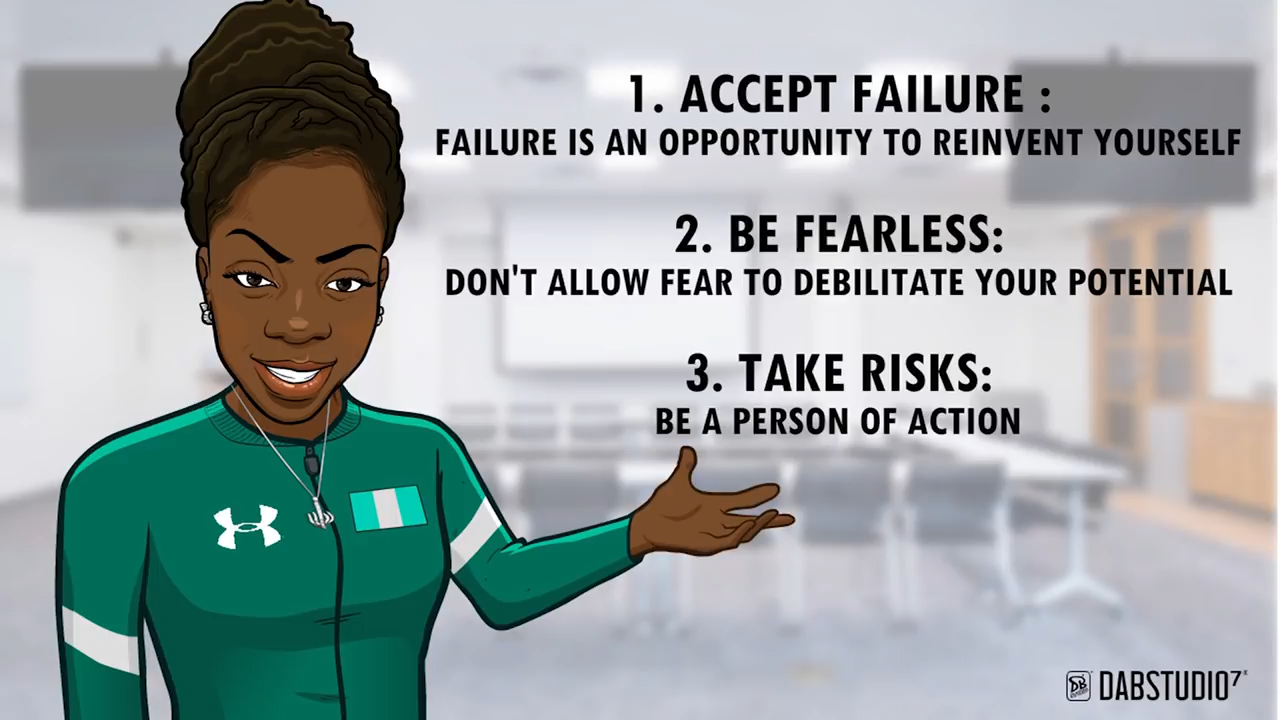 1. ACCEPT FAILURE :
FAILURE IS AN OPPORTUNITY TO REINVENT YOURSELF
2. BE FEARLESS:
DON'T ALLOW FEAR TO DEBILITATE YOUR POTENTIAL
3. TAKE RISKS:
BE A PERSON OF ACTION
DB DABSTUDIO7